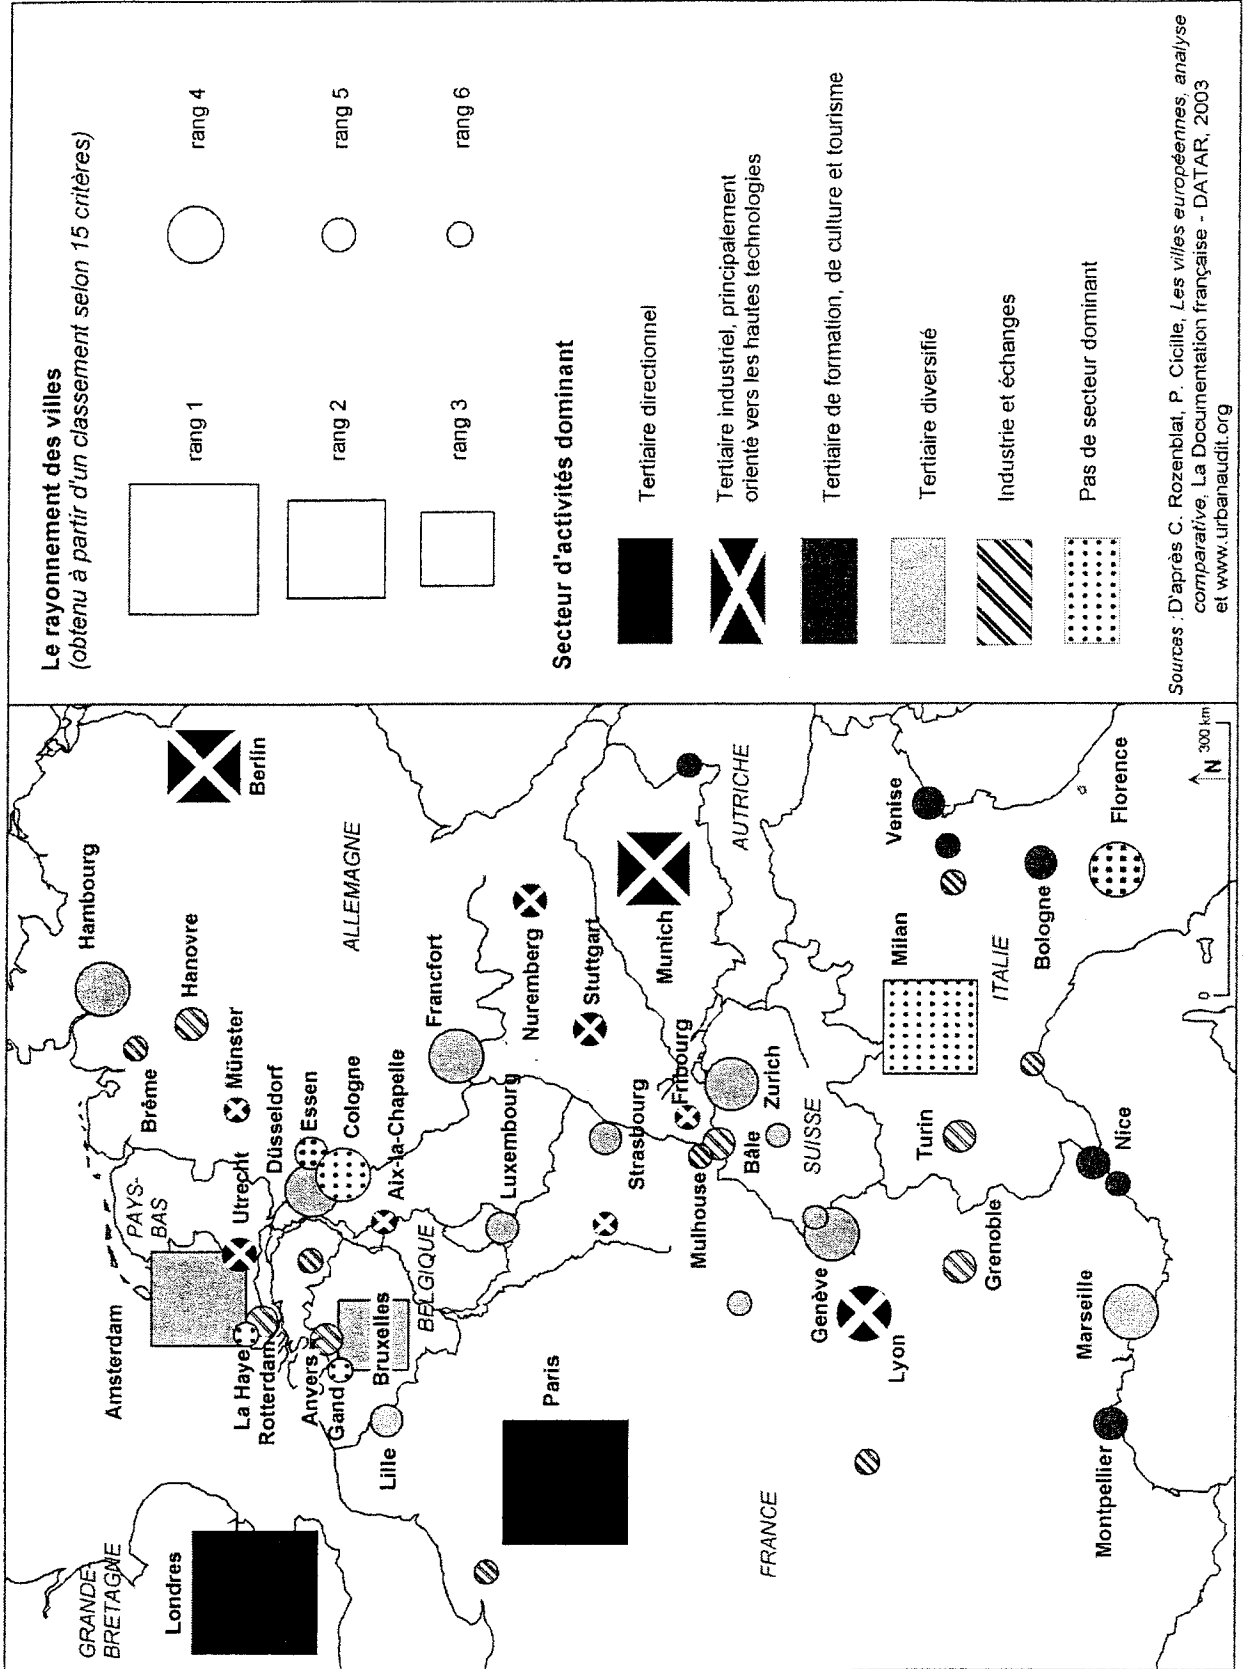 Le rayonnement des villes
(obtenu à partir d'un classement selon 15 critères)
rang 1
rang 4
rang 2
rang 5
rang 3
rang 6
Secteur d'activités dominant
Tertiaire directionnel
Tertiaire industriel, principalement
orienté vers les hautes technologies
Tertiaire de formation, de culture et tourisme
Tertiaire diversifié
Industrie et échanges
Pas de secteur dominant
Sources : D'après C. Rozenblat, P. Cicille, Les villes européennes, analyse
comparative, La Documentation française - DATAR, 2003
et www.urbanaudit.org
GRANDE-
BRETAGNE
Londres
Amsterdam
PAYS-
BAS
Brême
Hambourg
Hanovre
Berlin
Utrecht
Münster
La Haye
Rotterdam
Düsseldorf
Essen
Anvers
Gand
Cologne
Bruxelles
Lille
Aix-la-Chapelle
BELGIQUE
ALLEMAGNE
Francfort
Luxembourg
Nuremberg
Paris
Stuttgart
Strasbourg
Munich
Fribourg
Mulhouse
Bâle
Zurich
AUTRICHE
FRANCE
SUISSE
Genève
Lyon
Milan
Venise
Turin
Grenoble
ITALIE
Bologne
Marseille
Nice
Florence
Montpellier
N
0
300 km